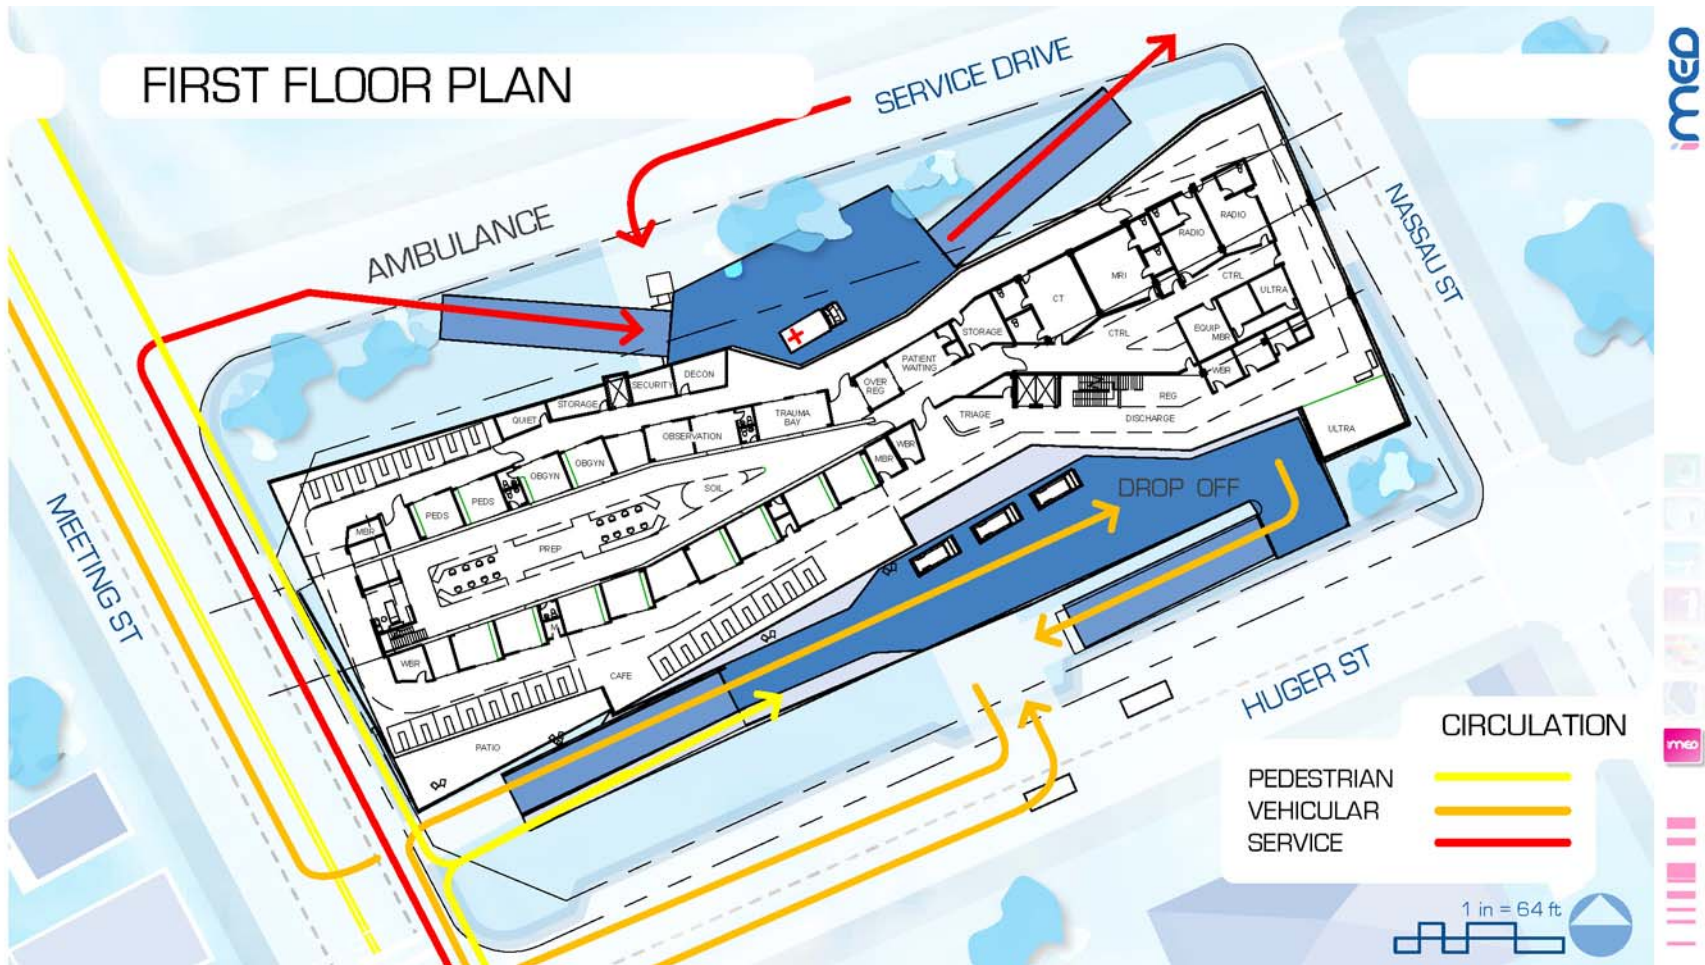 FIRST FLOOR PLAN
SERVICE DRIVE
AMBULANCE
NASSAU ST
MEETING ST
HUGER ST
DROP OFF
RADIO
RADIO
MRI
CTRL
ULTRA
CT
CTRL
EQUIP
MBR
WBR
STORAGE
PATIENT
WAITING
OVER
REG
REG
DISCHARGE
TRIAGE
ULTRA
DECON
SECURITY
STORAGE
QUIET
TRAUMA
BAY
OBSERVATION
OBGYN
OBGYN
PEDS
PEDS
MBR
WBR
MBR
SOIL
PREP
WBR
M
CAFE
PATIO
CIRCULATION
PEDESTRIAN
VEHICULAR
SERVICE
1 in = 64 ft
imed
imed